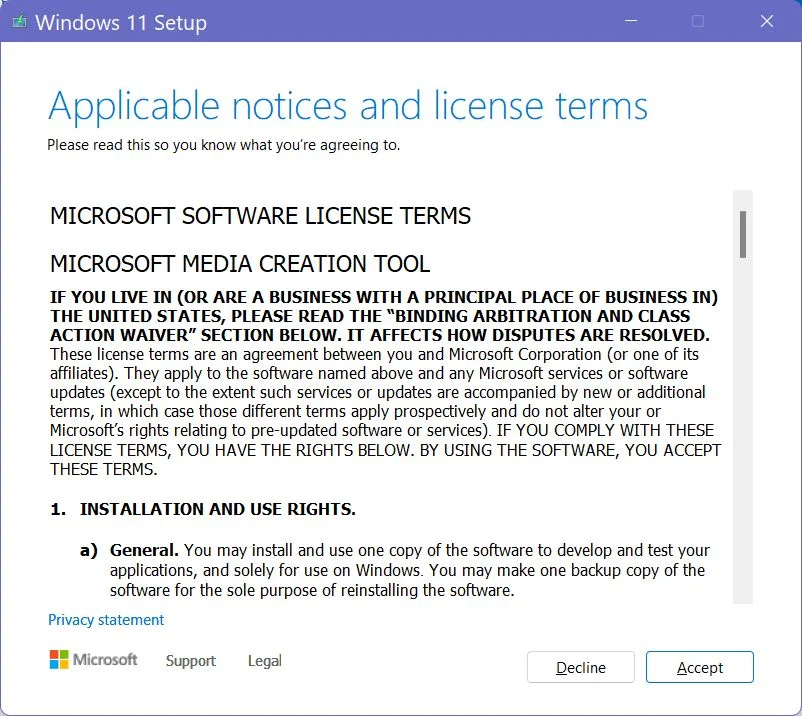 Windows 11 Setup
Applicable notices and license terms
Please read this so you know what you're agreeing to.
MICROSOFT SOFTWARE LICENSE TERMS
MICROSOFT MEDIA CREATION TOOL
IF YOU LIVE IN (OR ARE A BUSINESS WITH A PRINCIPAL PLACE OF BUSINESS IN)
THE UNITED STATES, PLEASE READ THE “BINDING ARBITRATION AND CLASS
ACTION WAIVER” SECTION BELOW. IT AFFECTS HOW DISPUTES ARE RESOLVED.
These license terms are an agreement between you and Microsoft Corporation (or one of its
affiliates). They apply to the software named above and any Microsoft services or software
updates (except to the extent such services or updates are accompanied by new or additional
terms, in which case those different terms apply prospectively and do not alter your or
Microsoft’s rights relating to pre-updated software or services). IF YOU COMPLY WITH THESE
LICENSE TERMS, YOU HAVE THE RIGHTS BELOW. BY USING THE SOFTWARE, YOU ACCEPT
THESE TERMS.
1. INSTALLATION AND USE RIGHTS.
a) General. You may install and use one copy of the software to develop and test your
applications, and solely for use on Windows. You may make one backup copy of the
software for the sole purpose of reinstalling the software.
Privacy statement
Microsoft Support Legal Decline Accept